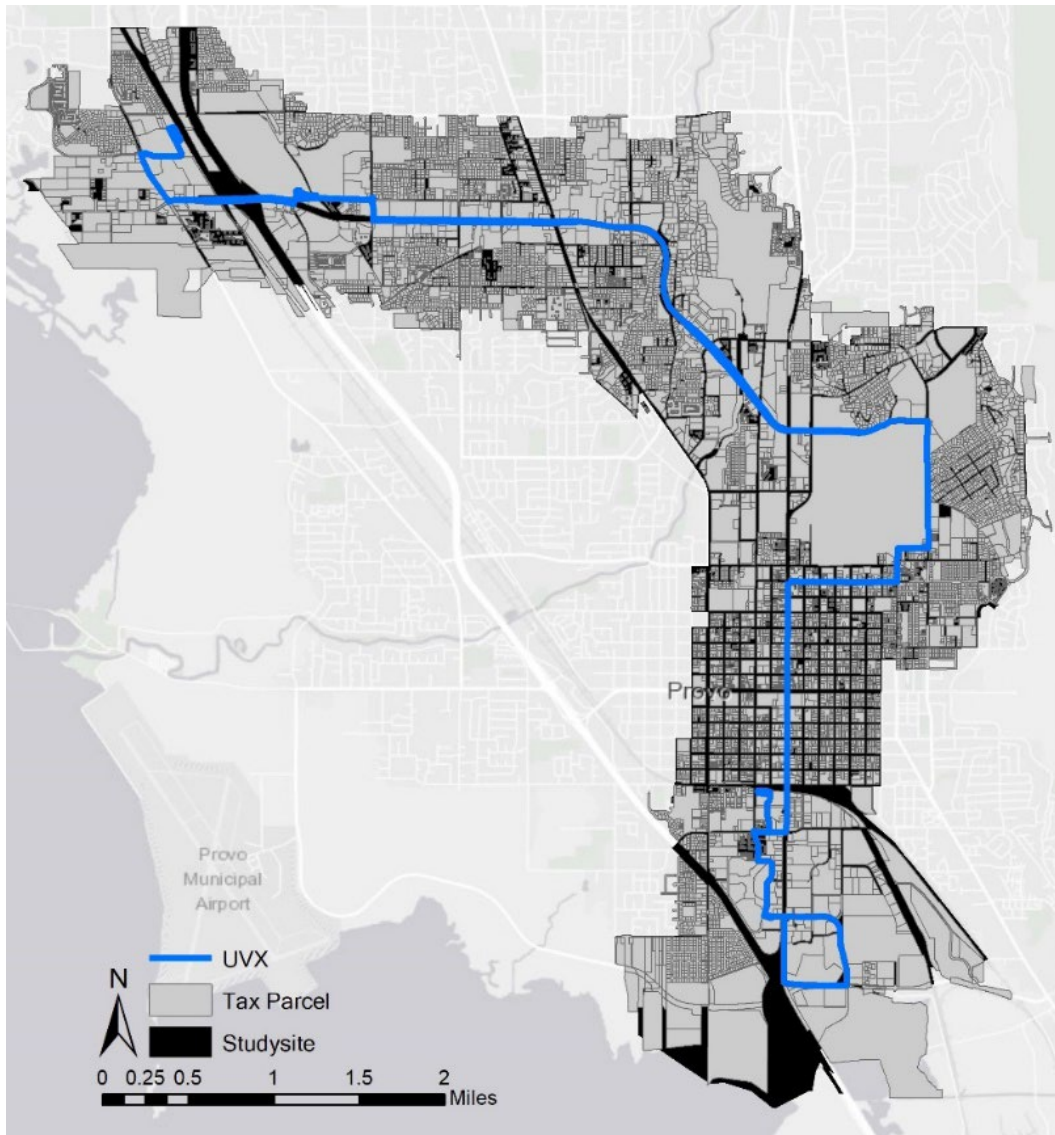 Provo
Provo
Municipal
Airport
UVX
N
Tax Parcel
Studysite
0 0.25 0.5 1 1.5 2
Miles